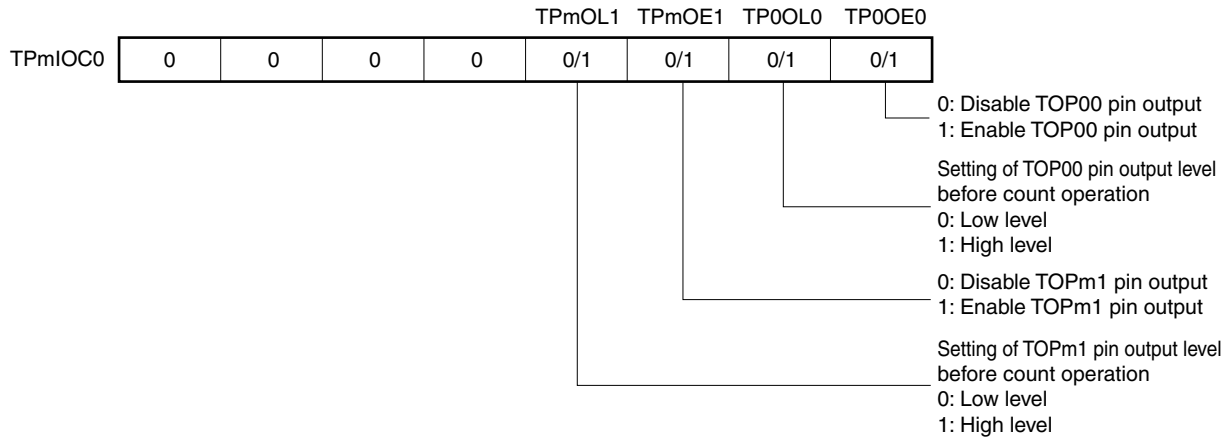 TPmOL1 TPmOE1 TP0OL0 TP0OE0
TPmIOC0 0 0 0 0 0/1 0/1 0/1 0/1
0: Disable TOP00 pin output
1: Enable TOP00 pin output
Setting of TOP00 pin output level
before count operation
0: Low level
1: High level
0: Disable TOPm1 pin output
1: Enable TOPm1 pin output
Setting of TOPm1 pin output level
before count operation
0: Low level
1: High level